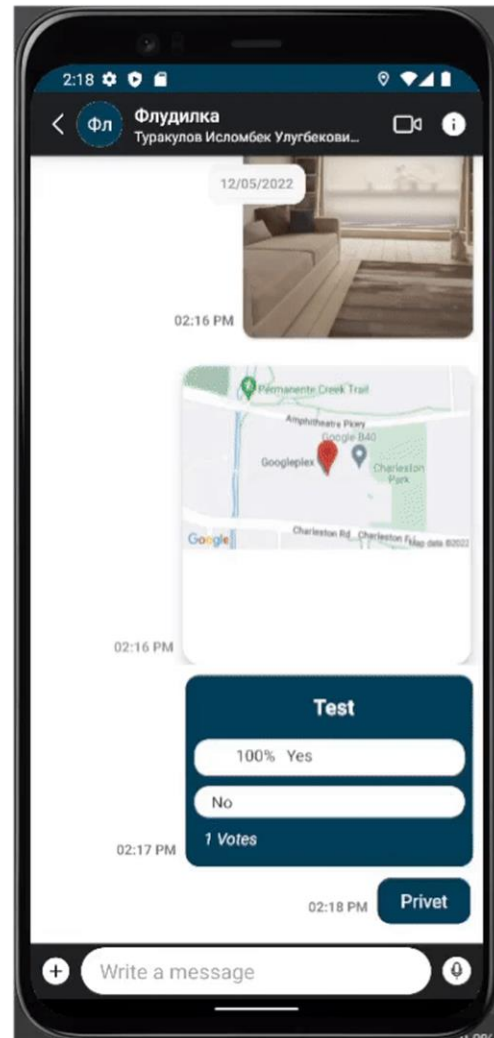 2:18
Фл
Флудилка
Туракулов Исломбек Улугбекови...
12/05/2022
02:16 PM
Permanente Creek Trail
Amphitheatre Pkwy
Google B40
Googleplex
Charleston
Park
Charleston Rd
Charleston
Google
Map data ©2022
02:16 PM
Test
100% Yes
No
1 Votes
02:17 PM
Privet
02:18 PM
Write a message